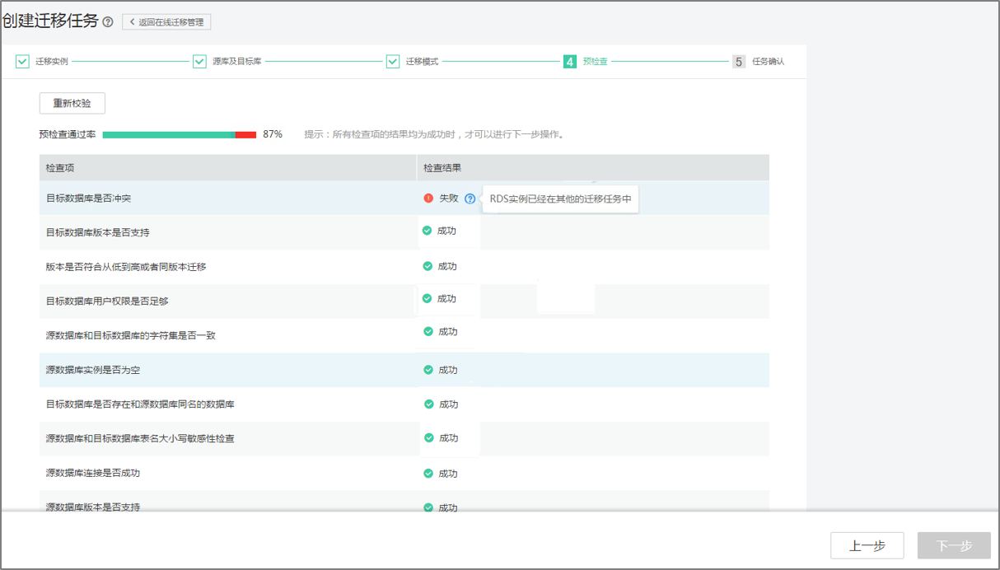 创建迁移任务 ? < 返回在线迁移管理
迁移实例 源库及目标库 迁移模式 4 预检查 5 任务确认
重新校验
预检查通过率 87% 提示：所有检查项的结果均为成功时，才可以进行下一步操作。
检查项 检查结果
目标数据库是否冲突 失败 ? RDS实例已经在其他的迁移任务中
目标数据库版本是否支持 成功
版本是否符合从低到高或者同版本迁移 成功
目标数据库用户权限是否足够 成功
源数据库和目标数据库的字符集是否一致 成功
源数据库实例是否为空 成功
目标数据库是否存在和源数据库同名的数据库 成功
源数据库和目标数据库表名大小写敏感性检查 成功
源数据库连接是否成功 成功
源数据库版本是否支持 成功
上一步 下一步